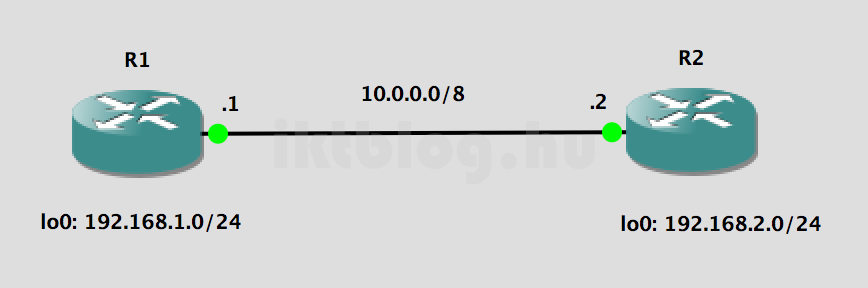 R1
R2
.1
10.0.0.0/8
.2
iktblog.hu
lo0: 192.168.1.0/24
lo0: 192.168.2.0/24